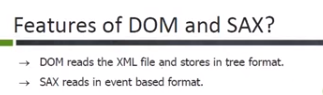 Features of DOM and SAX?
→ DOM reads the XML file and stores in tree format.
→ SAX reads in event based format.